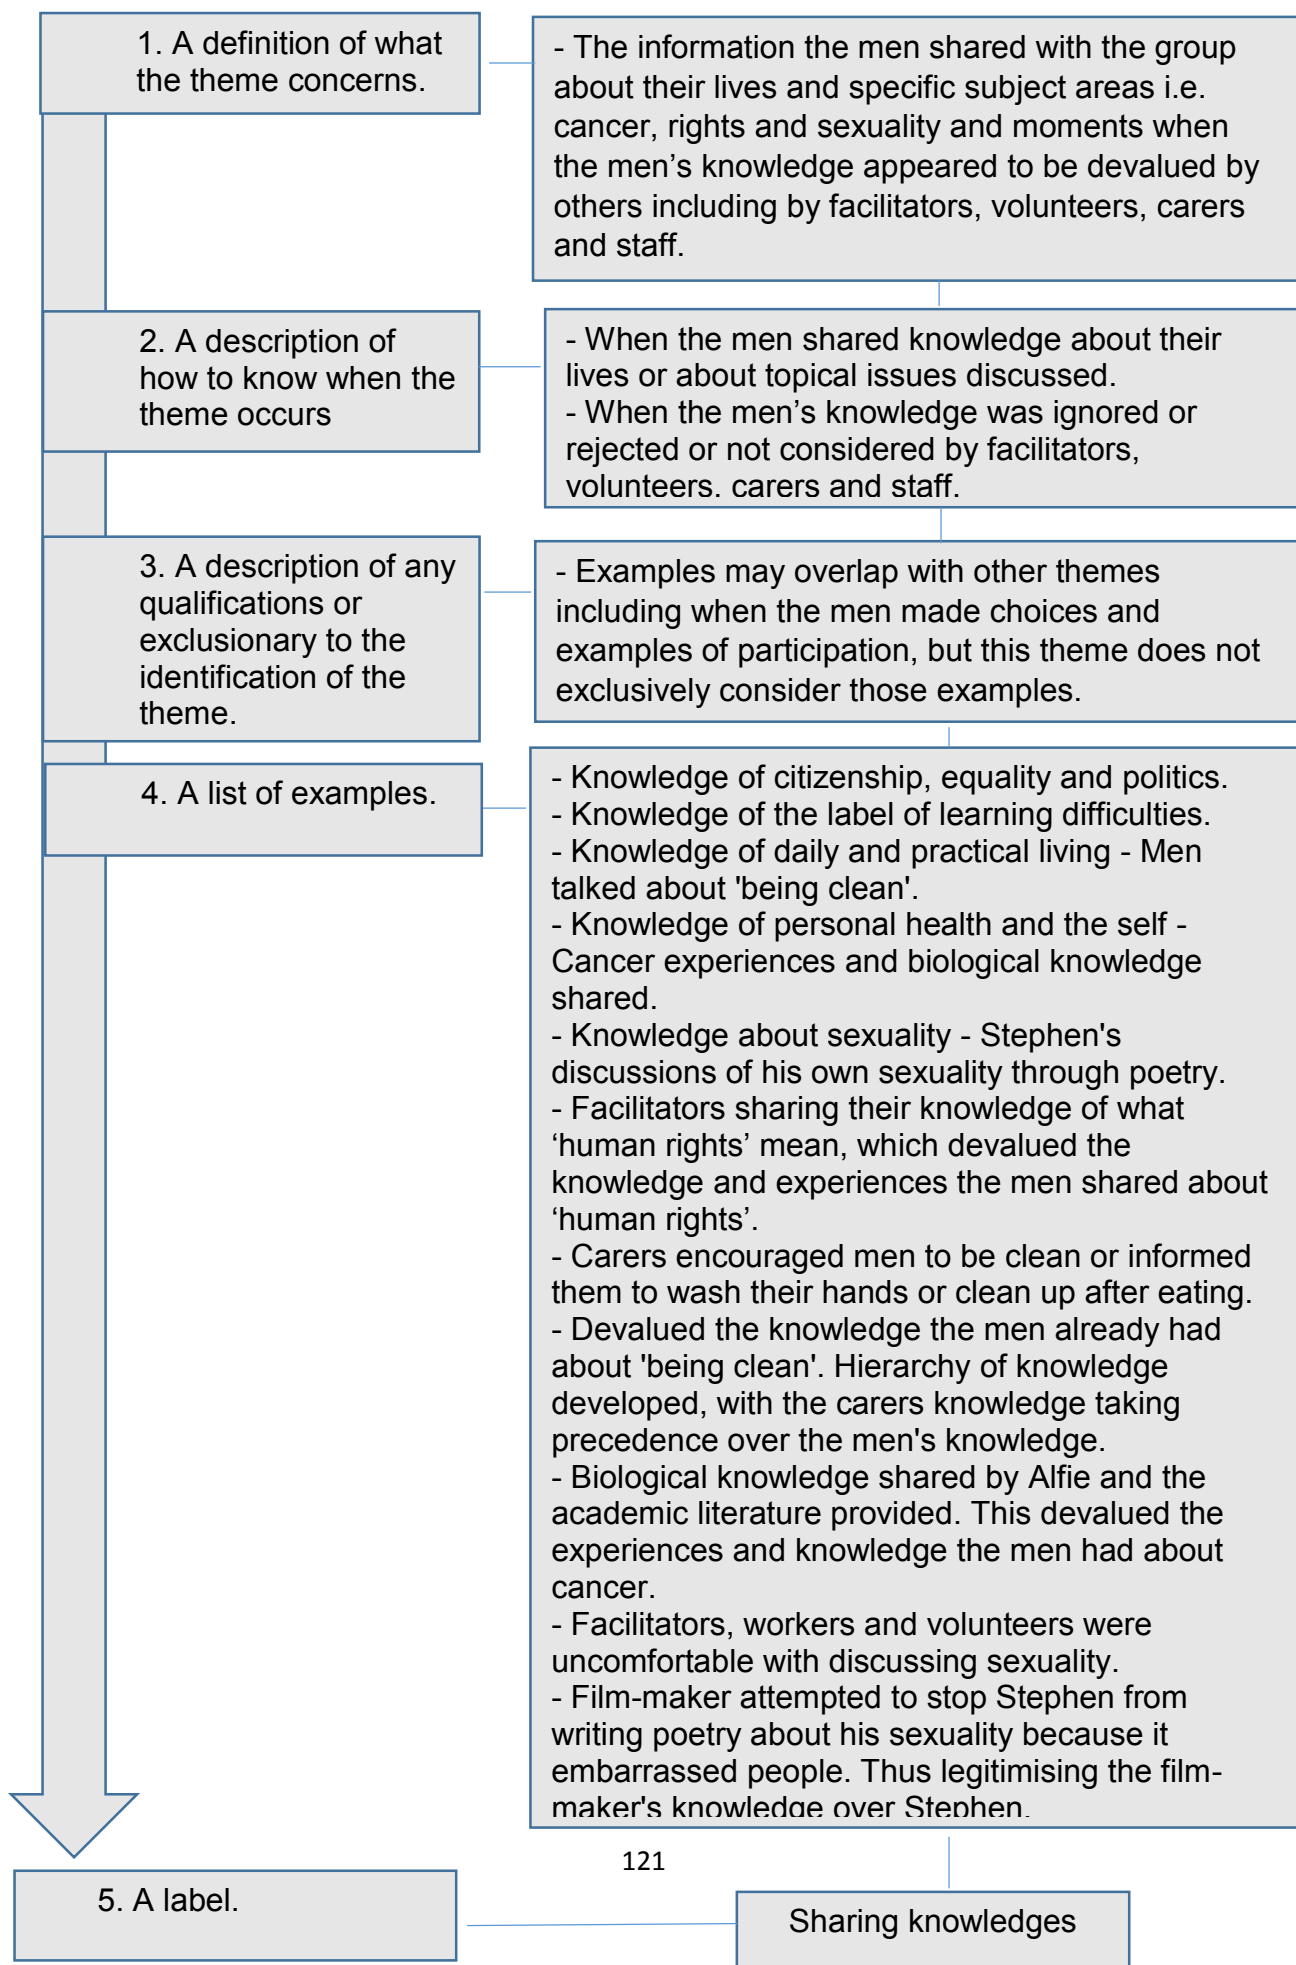 1. A definition of what
the theme concerns.
- The information the men shared with the group
about their lives and specific subject areas i.e.
cancer, rights and sexuality and moments when
the men’s knowledge appeared to be devalued by
others including by facilitators, volunteers, carers
and staff.
2. A description of
how to know when the
theme occurs
- When the men shared knowledge about their
lives or about topical issues discussed.
- When the men’s knowledge was ignored or
rejected or not considered by facilitators,
volunteers. carers and staff.
3. A description of any
qualifications or
exclusionary to the
identification of the
theme.
- Examples may overlap with other themes
including when the men made choices and
examples of participation, but this theme does not
exclusively consider those examples.
4. A list of examples.
- Knowledge of citizenship, equality and politics.
- Knowledge of the label of learning difficulties.
- Knowledge of daily and practical living - Men
talked about 'being clean'.
- Knowledge of personal health and the self -
Cancer experiences and biological knowledge
shared.
- Knowledge about sexuality - Stephen's
discussions of his own sexuality through poetry.
- Facilitators sharing their knowledge of what
‘human rights’ mean, which devalued the
knowledge and experiences the men shared about
‘human rights’.
- Carers encouraged men to be clean or informed
them to wash their hands or clean up after eating.
- Devalued the knowledge the men already had
about 'being clean'. Hierarchy of knowledge
developed, with the carers knowledge taking
precedence over the men's knowledge.
- Biological knowledge shared by Alfie and the
academic literature provided. This devalued the
experiences and knowledge the men had about
cancer.
- Facilitators, workers and volunteers were
uncomfortable with discussing sexuality.
- Film-maker attempted to stop Stephen from
writing poetry about his sexuality because it
embarrassed people. Thus legitimising the film-
maker's knowledge over Stephen.
121
5. A label.
Sharing knowledges